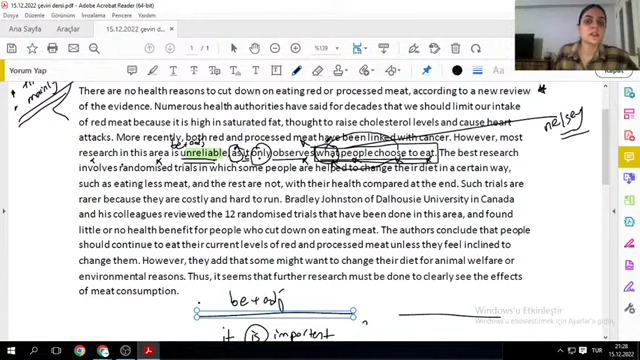 15.12.2022 çeviri dersi.pdf - Adobe Acrobat Reader DC (64-bit)
Dosya Düzenle Görüntüle İmzala Pencere Yardım
Ana Sayfa Araçlar 15.12.2022 çeviri der...
%139
Yorum Yap
mainly
There are no health reasons to cut down on eating red or processed meat, according to a new review
of the evidence. Numerous health authorities have said for decades that we should limit our intake
of red meat because it is high in saturated fat, thought to raise cholesterol levels and cause heart
attacks. More recently, both red and processed meat have been linked with cancer. However, most
be+adj
neisey
research in this area is unreliable as it only observes what people choose to eat. The best research
involves randomised trials in which some people are helped to change their diet in a certain way,
such as eating less meat, and the rest are not, with their health compared at the end. Such trials are
rarer because they are costly and hard to run. Bradley Johnston of Dalhousie University in Canada
and his colleagues reviewed the 12 randomised trials that have been done in this area, and found
little or no health benefit for people who cut down on eating meat. The authors conclude that people
should continue to eat their current levels of red and processed meat unless they feel inclined to
change them. However, they add that some might want to change their diet for animal welfare or
environmental reasons. Thus, it seems that further research must be done to clearly see the effects
of meat consumption.
be+adj
Windows'u Etkinleştir
Windows'u etkinleştirmek için Ayarlar'a gidin.
it is important
TUR
21:28
15.12.2022